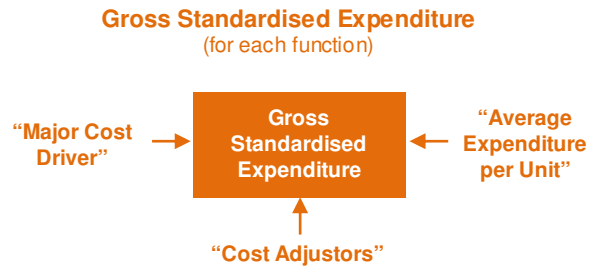 Gross Standardised Expenditure
(for each function)
“Major Cost
Driver”
Gross
Standardised
Expenditure
“Average
Expenditure
per Unit”
“Cost Adjustors”